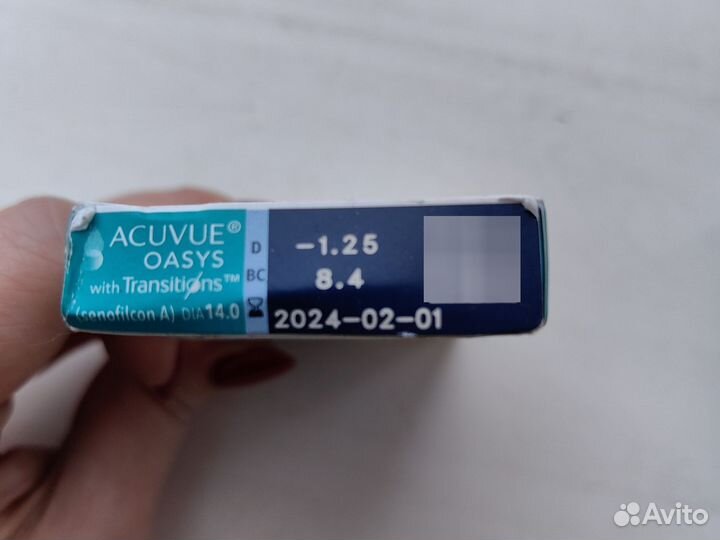 ACUVUE®
OASYS
with Transitions™
(senofilcon A) DIA 14.0
D -1.25
BC 8.4
2024-02-01
Avito